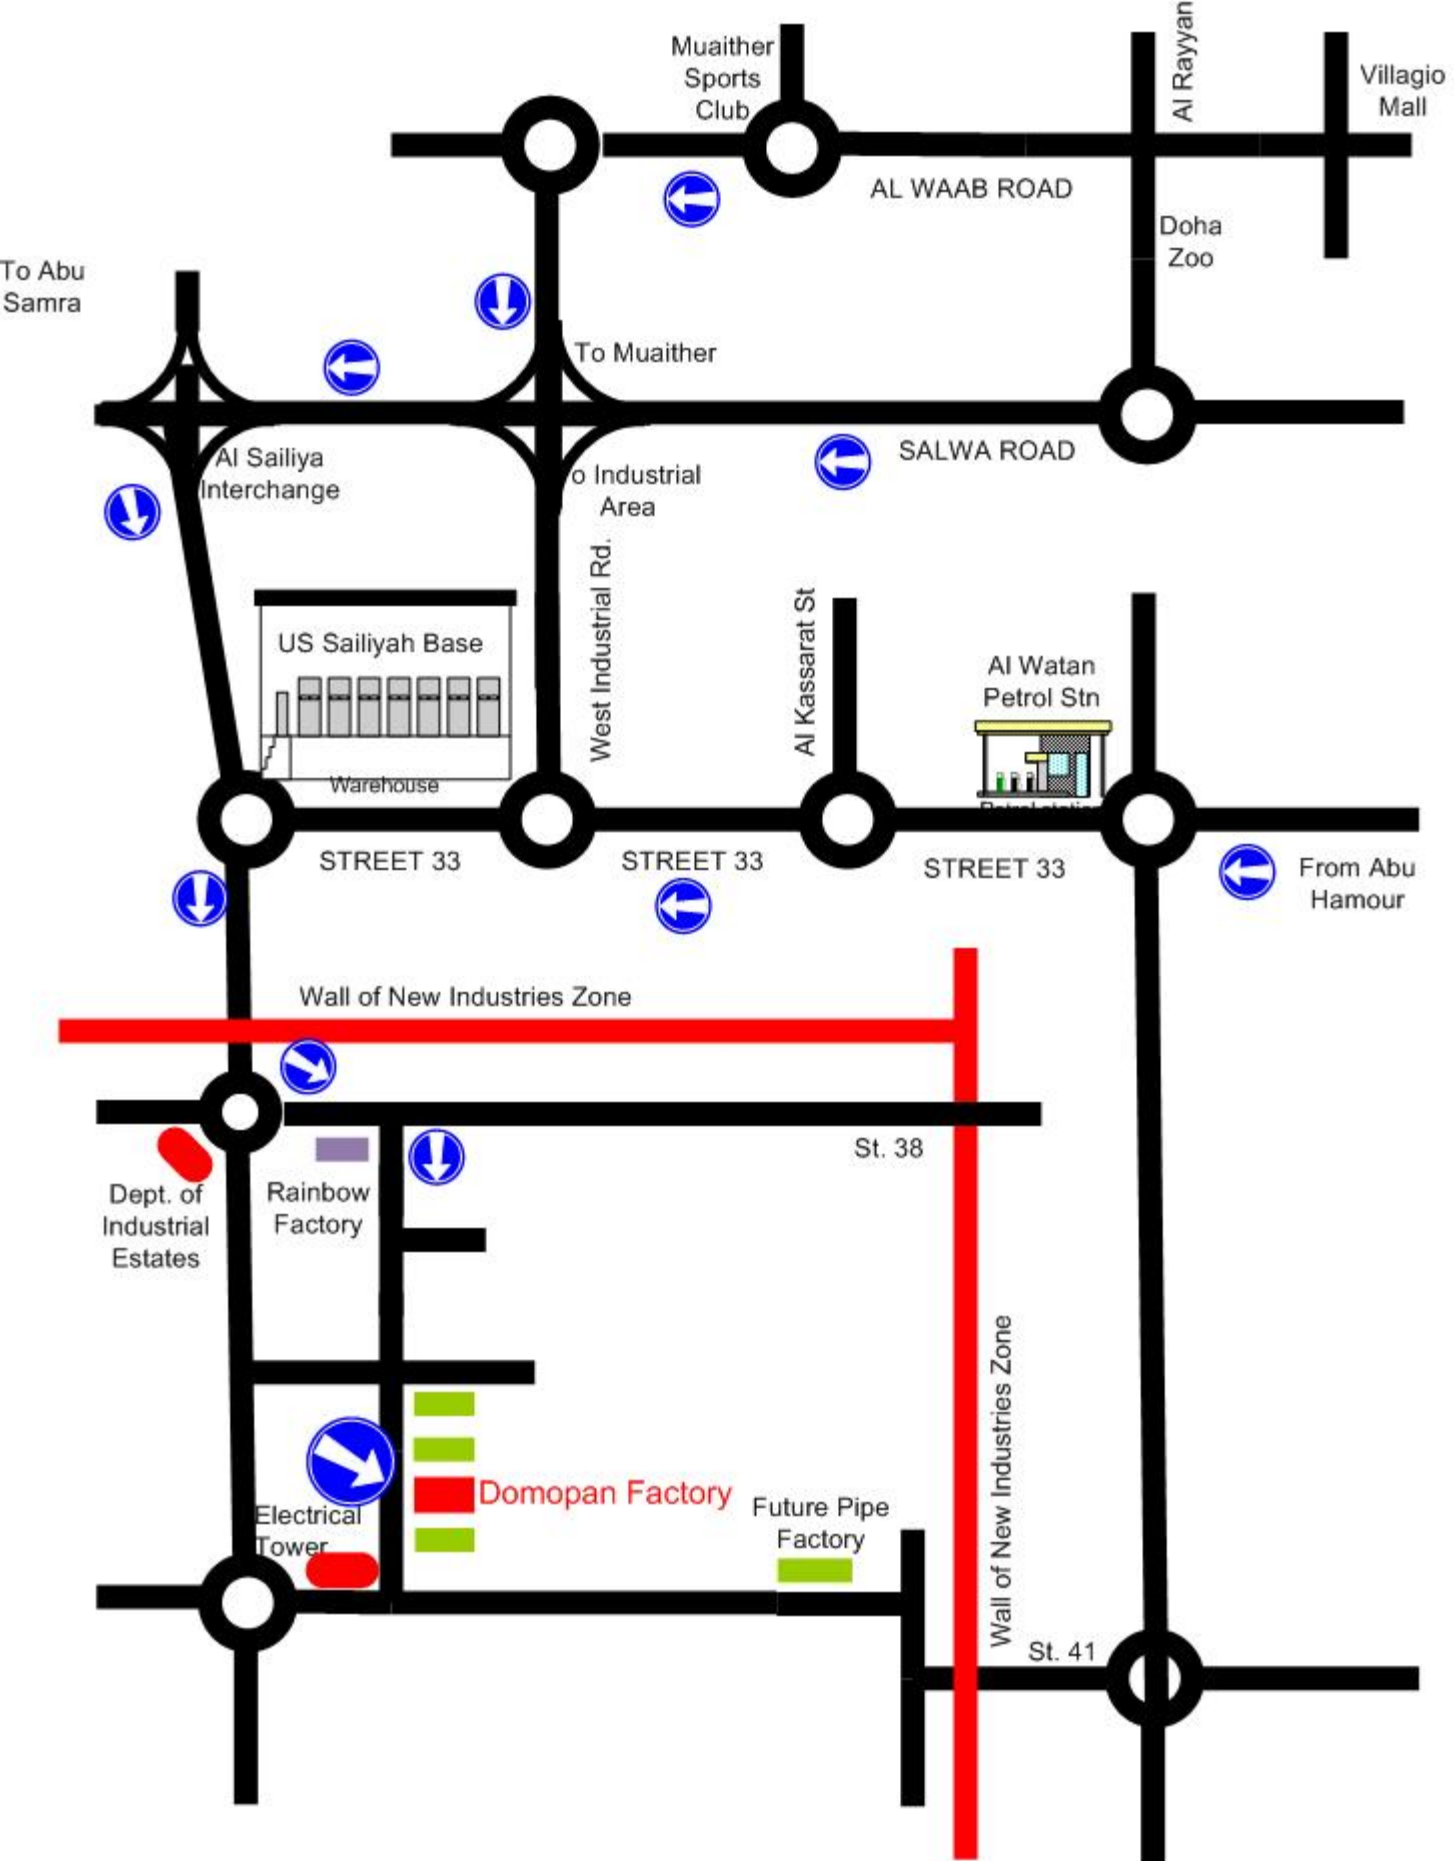 Muaither
Sports
Club
Al Rayyan
Villagio
Mall
AL WAAB ROAD
Doha
Zoo
To Abu
Samra
To Muaither
SALWA ROAD
Al Sailiya
Interchange
o Industrial
Area
West Industrial Rd.
Al Kassarat St
US Sailiyah Base
Warehouse
Al Watan
Petrol Stn
Petrol station
STREET 33
STREET 33
STREET 33
From Abu
Hamour
Wall of New Industries Zone
St. 38
Dept. of
Industrial
Estates
Rainbow
Factory
Wall of New Industries Zone
Domopan Factory
Electrical
Tower
Future Pipe
Factory
St. 41